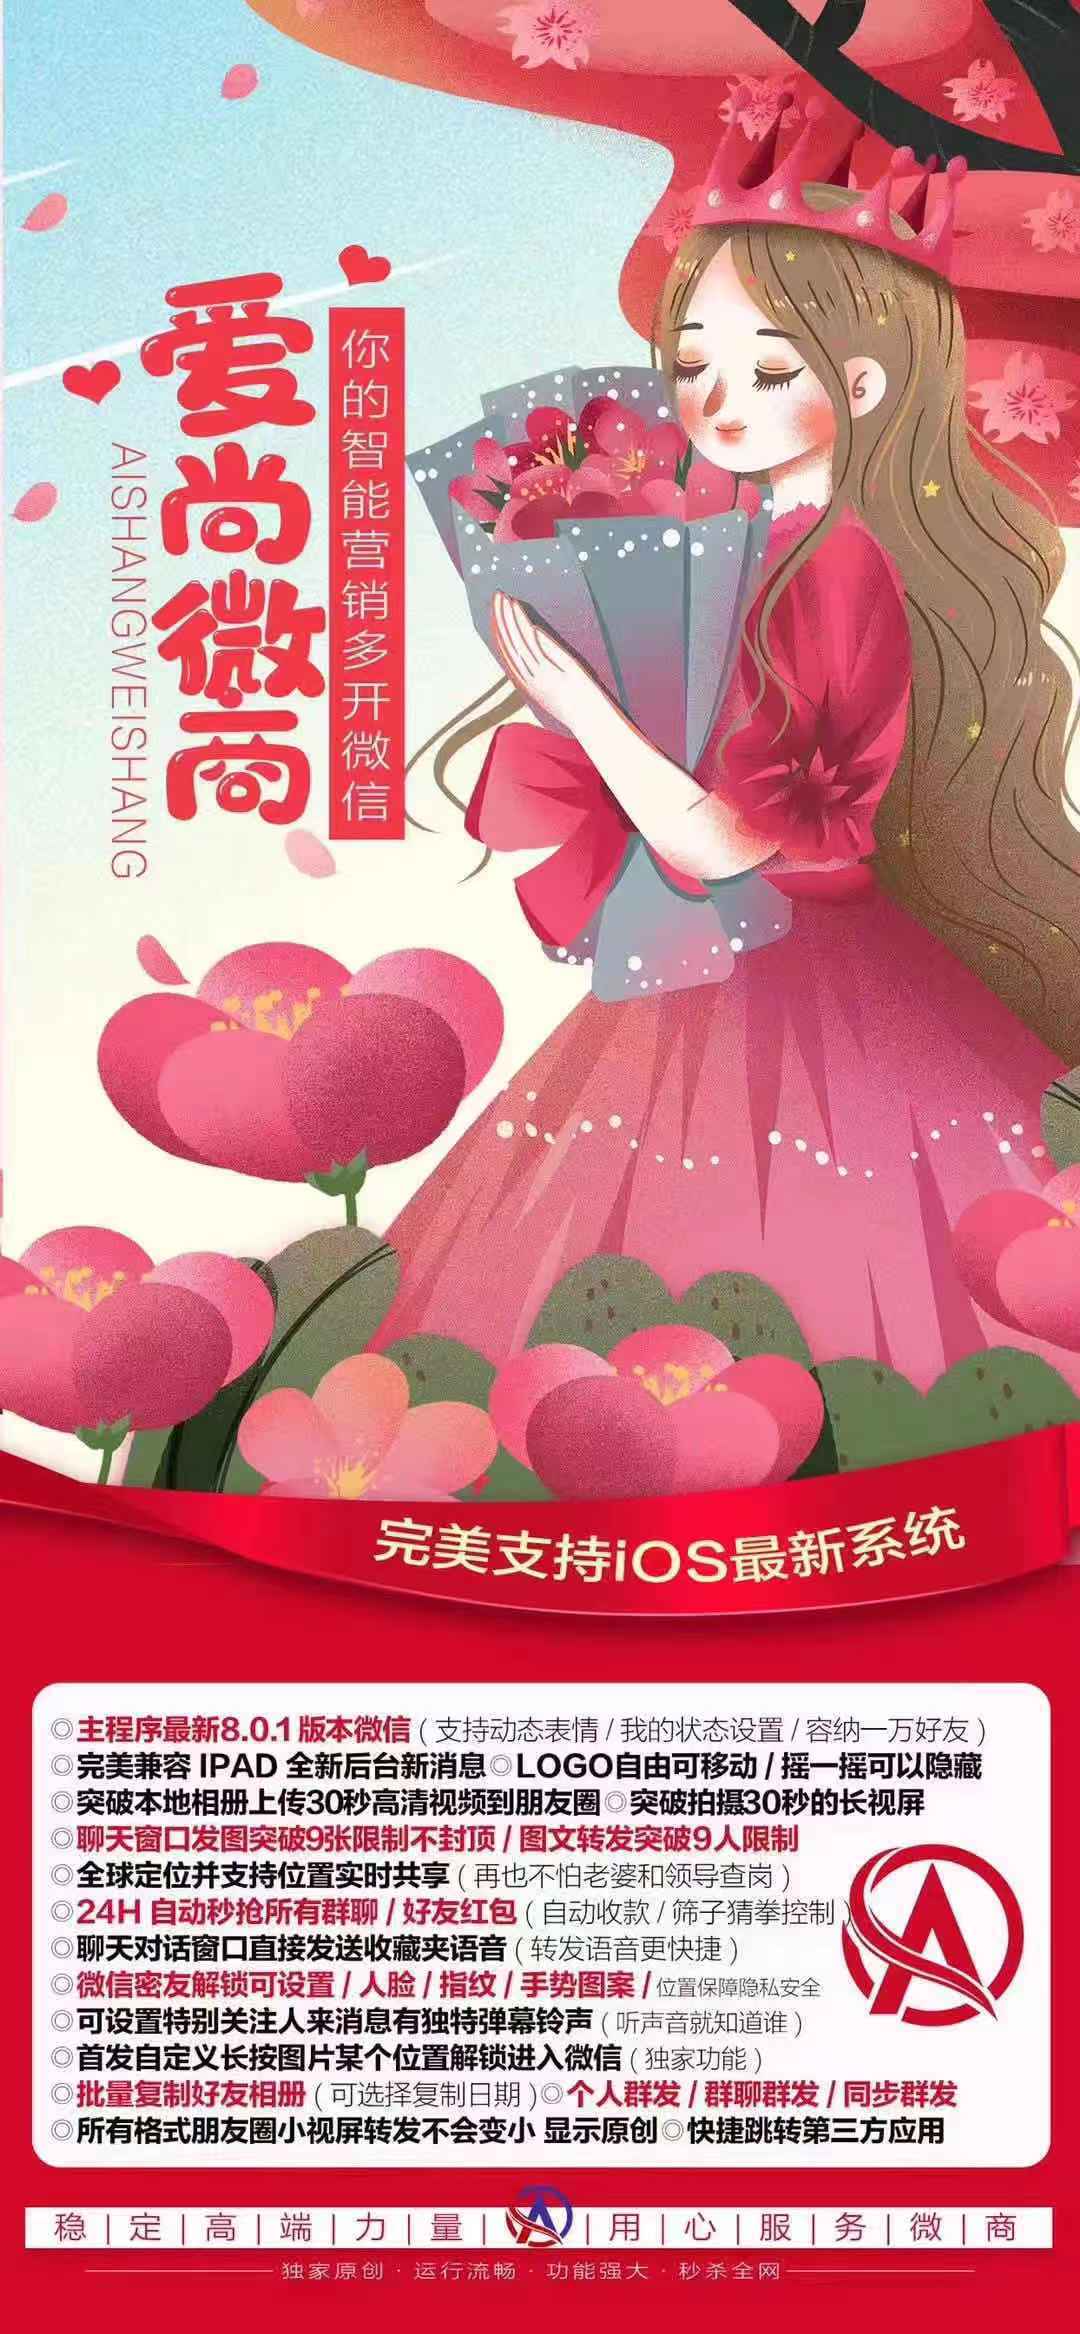 爱尚微商
AISHANGWEISHANG
你的智能营销多开微信
完美支持iOS最新系统
◎主程序最新8.0.1版本微信(支持动态表情/我的状态设置/容纳一万好友)
◎完美兼容 IPAD 全新后台新消息◎LOGO自由可移动/摇一摇可以隐藏
◎突破本地相册上传30秒高清视频到朋友圈◎突破拍摄30秒的长视屏
◎聊天窗口发图突破9张限制不封顶/图文转发突破9人限制
◎全球定位并支持位置实时共享(再也不怕老婆和领导查岗)
◎24H 自动秒抢所有群聊/好友红包(自动收款/筛子猜拳控制)
◎聊天对话窗口直接发送收藏夹语音(转发语音更快捷)
◎微信密友解锁可设置/人脸/指纹/手势图案/位置保障隐私安全
◎可设置特别关注人来消息有独特弹幕铃声(听声音就知道谁)
◎首发自定义长按图片某个位置解锁进入微信(独家功能)
◎批量复制好友相册(可选择复制日期)◎个人群发/群聊群发/同步群发
◎所有格式朋友圈小视屏转发不会变小 显示原创◎快捷跳转第三方应用
稳|定|高|端|力|量|A|用|心|服|务|微|商
独家原创·运行流畅·功能强大·秒杀全网